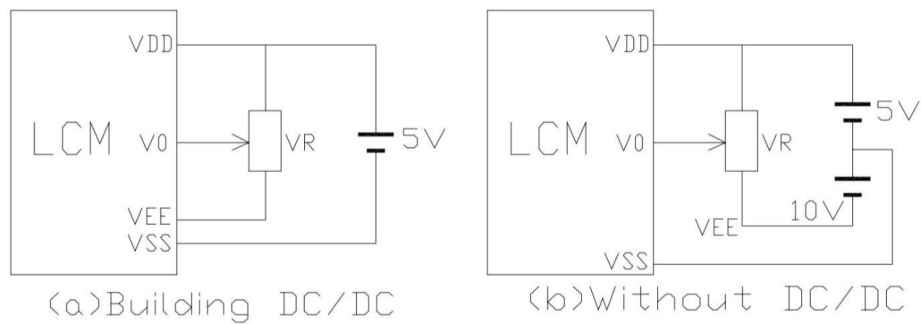 VDD
LCM
V0
VR
5V
VEE
VSS
(a)Building DC/DC
VDD
LCM
V0
VR
5V
10V
VEE
VSS
(b)Without DC/DC